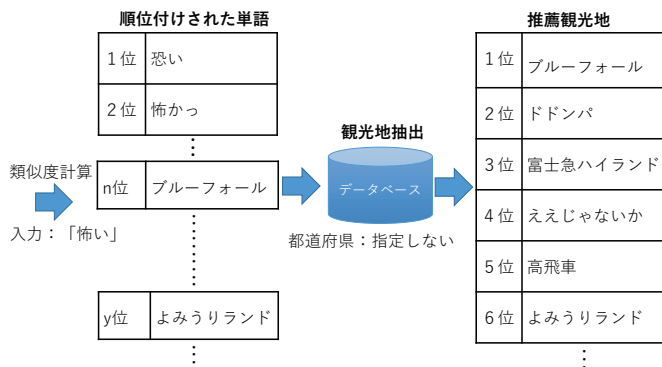 順位付けされた単語
1位 恐い
2位 怖かっ
⋮
類似度計算
入力：「怖い」
n位 ブルーフォール
⋮
y位 よみうりランド
⋮
観光地抽出
データベース
都道府県：指定しない
推薦観光地
1位 ブルーフォール
2位 ドドンパ
3位 富士急ハイランド
4位 ええじゃないか
5位 高飛車
6位 よみうりランド
⋮